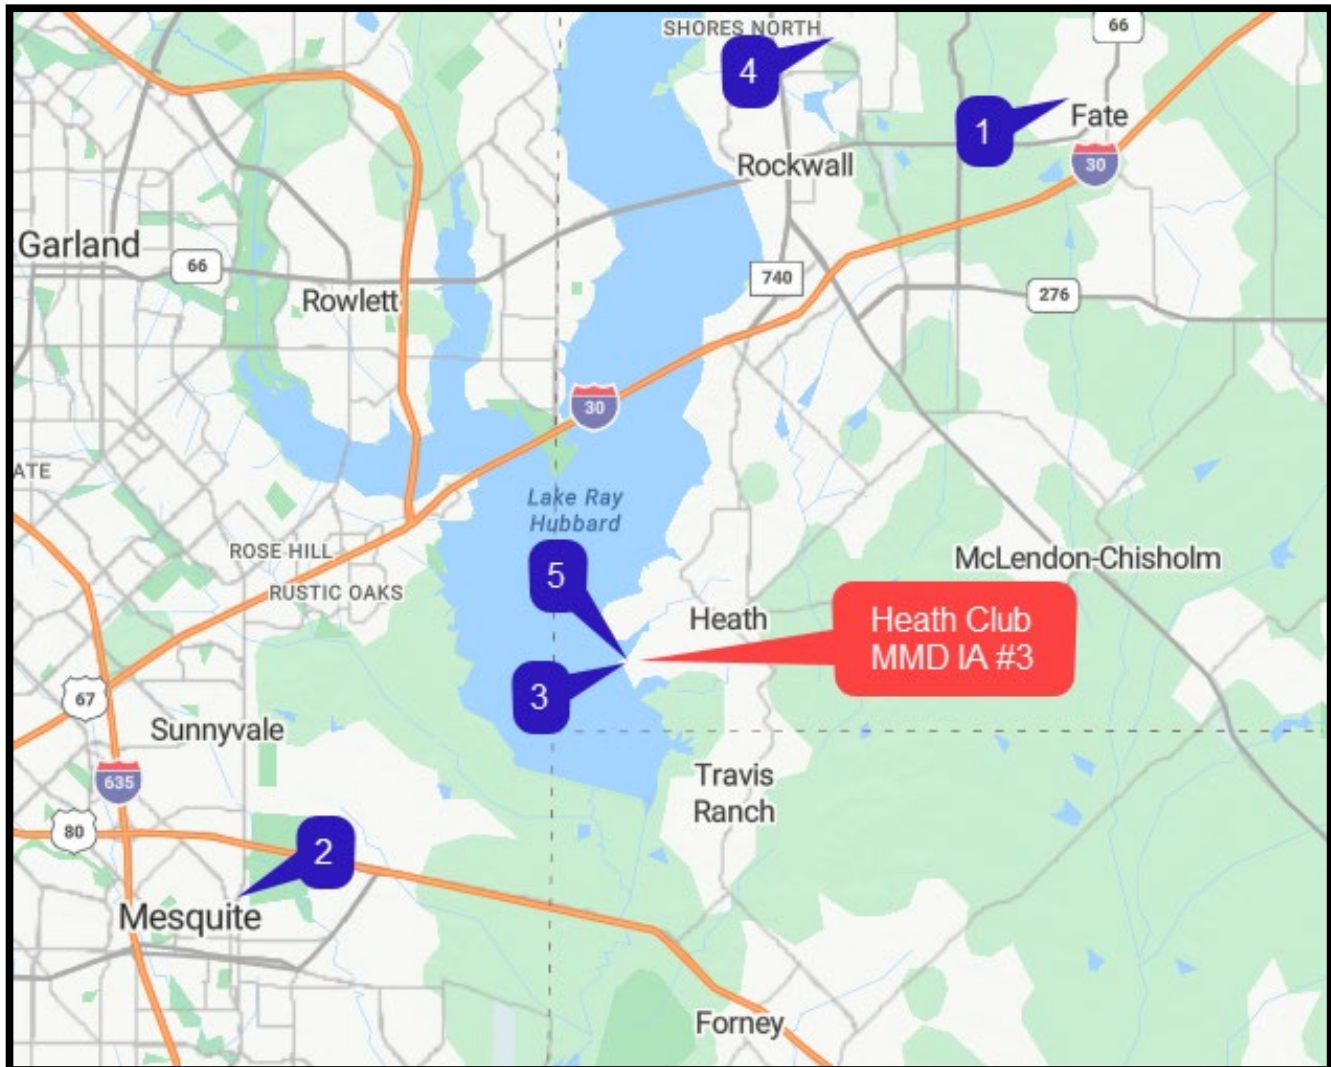 SHORES NORTH
66
4
1
Fate
30
Rockwall
Garland
66
740
276
Rowlett
30
ATE
Lake Ray
Hubbard
ROSE HILL
RUSTIC OAKS
McLendon-Chisholm
5
Heath
Heath Club
MMD IA #3
3
67
Sunnyvale
635
Travis
Ranch
80
2
Mesquite
Forney